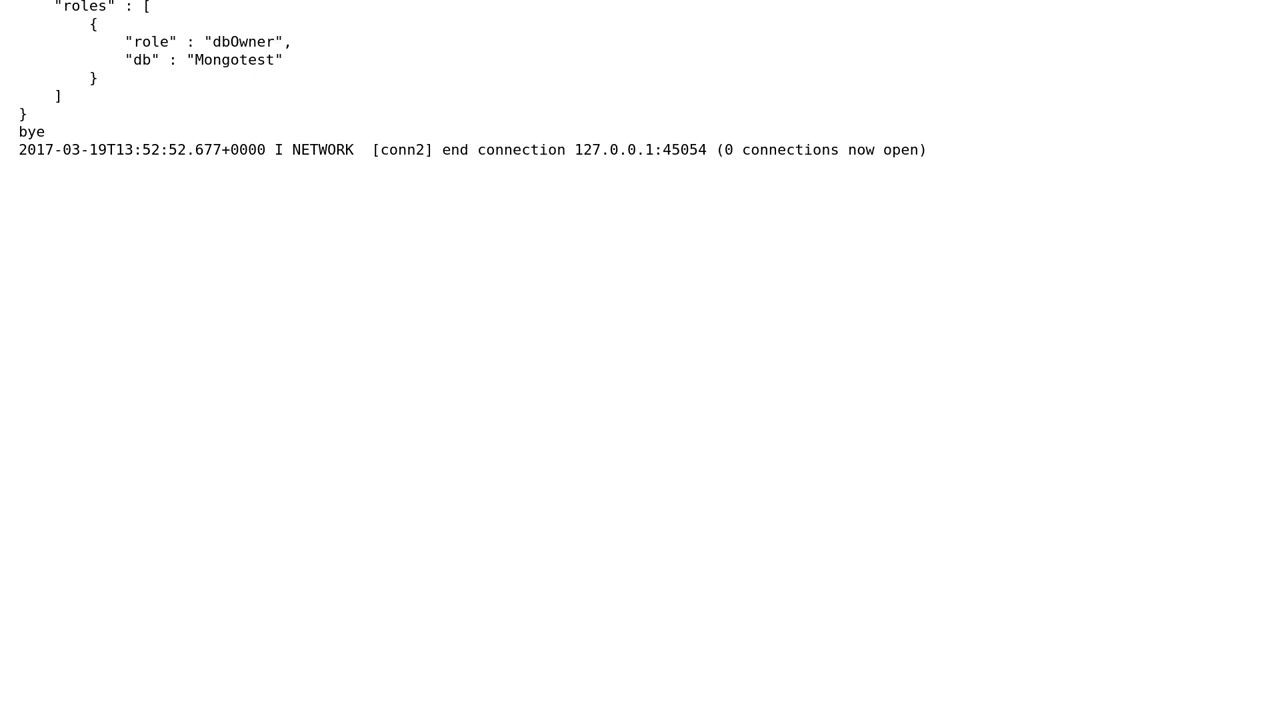 "roles" : [
        {
            "role" : "dbOwner",
            "db" : "Mongotest"
        }
    ]
}
bye
2017-03-19T13:52:52.677+0000 I NETWORK  [conn2] end connection 127.0.0.1:45054 (0 connections now open)